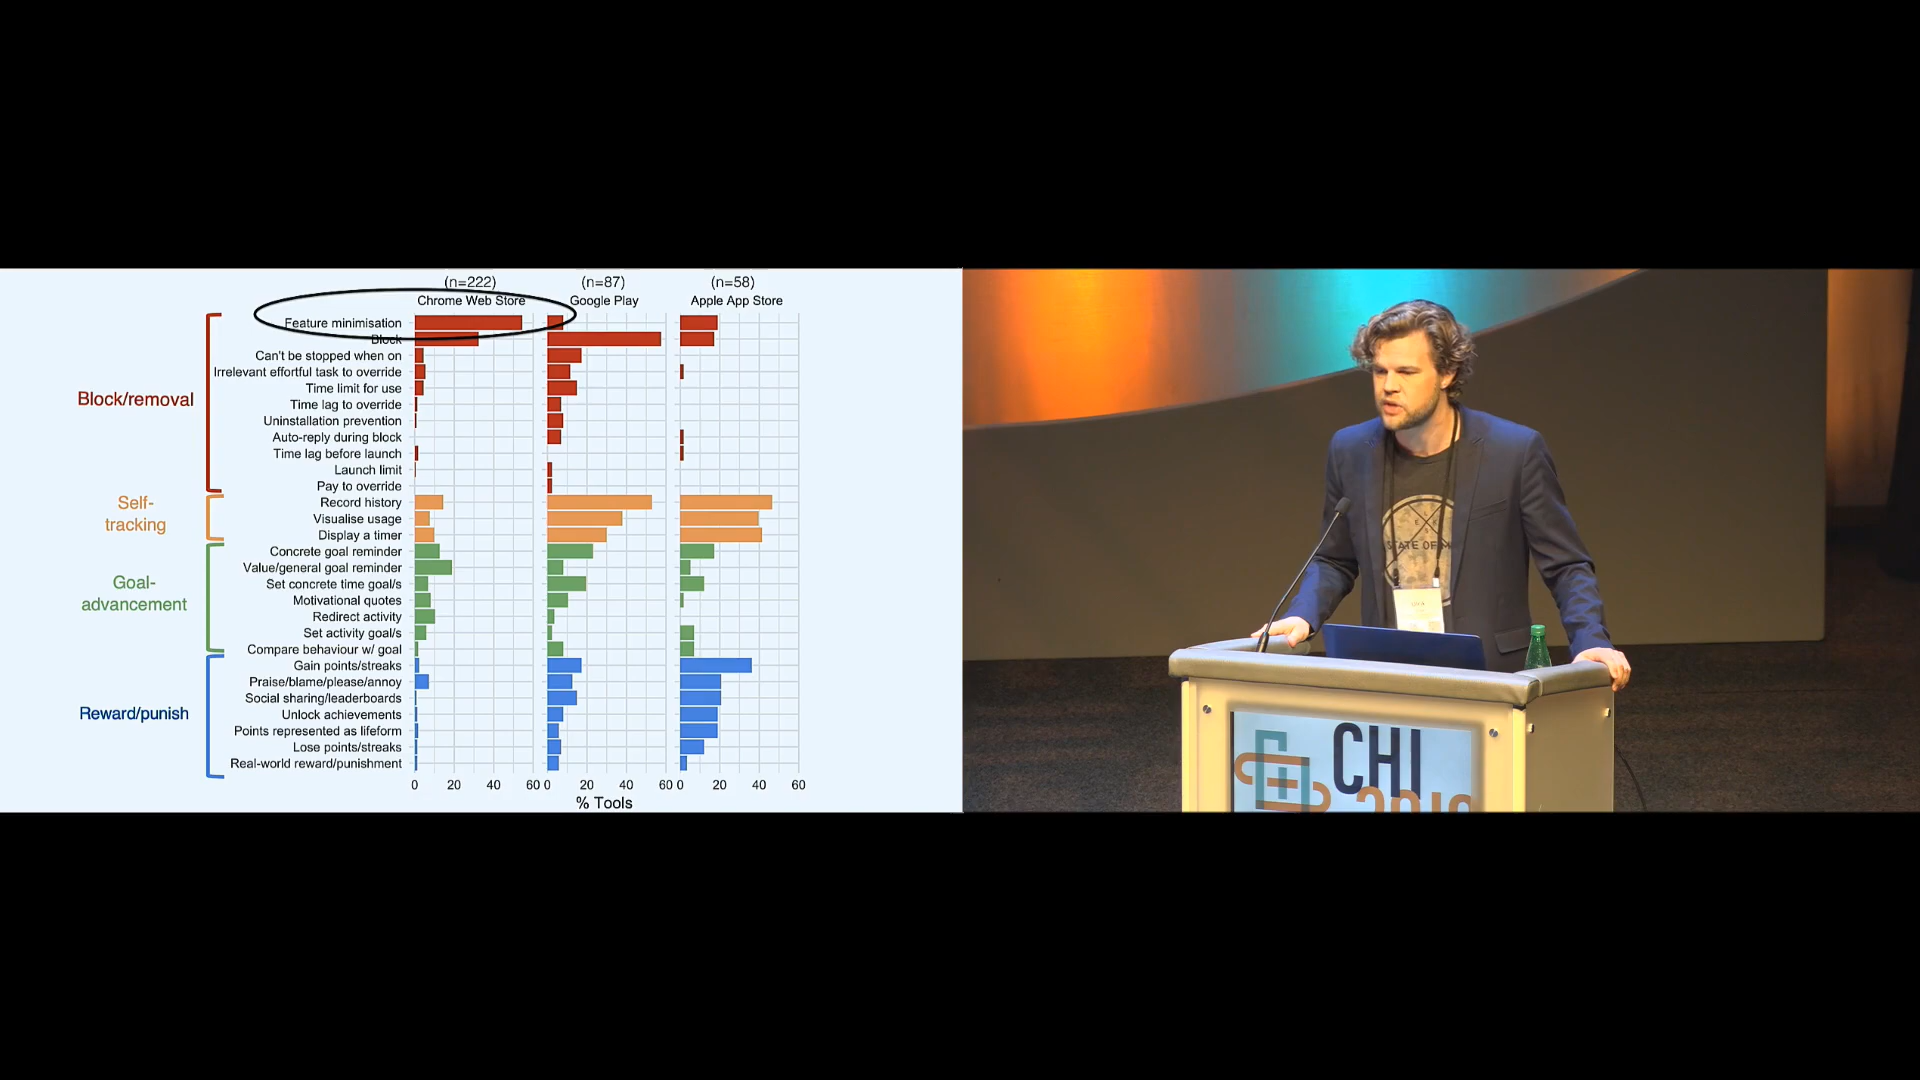 (n=222) (n=87) (n=58)
Chrome Web Store Google Play Apple App Store
Feature minimisation
Block
Can't be stopped when on
Irrelevant effortful task to override
Time limit for use
Time lag to override
Uninstallation prevention
Auto-reply during block
Time lag before launch
Launch limit
Pay to override
Block/removal
Record history
Visualise usage
Display a timer
Self-
tracking
Concrete goal reminder
Value/general goal reminder
Set concrete time goal/s
Motivational quotes
Redirect activity
Set activity goal/s
Compare behaviour w/ goal
Goal-
advancement
Gain points/streaks
Praise/blame/please/annoy
Social sharing/leaderboards
Unlock achievements
Points represented as lifeform
Lose points/streaks
Real-world reward/punishment
Reward/punish
0 20 40 60 0 20 40 60 0 20 40 60
% Tools
STATE OF
CHI